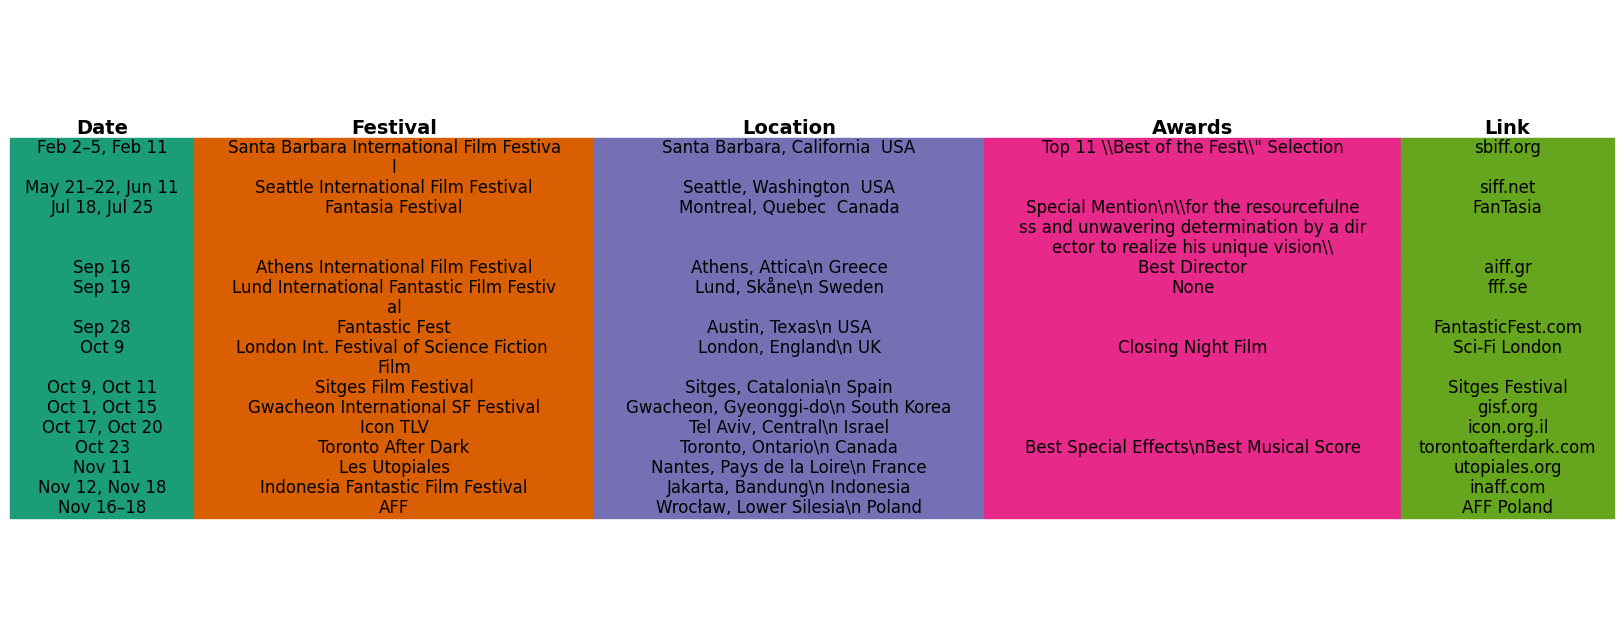 Date Festival Location Awards Link
Feb 2–5, Feb 11 Santa Barbara International Film Festiva Santa Barbara, California  USA Top 11 \\Best of the Fest\\" Selection sbiff.org
l
May 21–22, Jun 11 Seattle International Film Festival Seattle, Washington  USA siff.net
Jul 18, Jul 25 Fantasia Festival Montreal, Quebec  Canada Special Mention\n\\for the resourcefulne FanTasia
ss and unwavering determination by a dir
ector to realize his unique vision\\
Sep 16 Athens International Film Festival Athens, Attica\n Greece Best Director aiff.gr
Sep 19 Lund International Fantastic Film Festiv Lund, Skåne\n Sweden None fff.se
al
Sep 28 Fantastic Fest Austin, Texas\n USA FantasticFest.com
Oct 9 London Int. Festival of Science Fiction London, England\n UK Closing Night Film Sci-Fi London
Film
Oct 9, Oct 11 Sitges Film Festival Sitges, Catalonia\n Spain Sitges Festival
Oct 1, Oct 15 Gwacheon International SF Festival Gwacheon, Gyeonggi-do\n South Korea gisf.org
Oct 17, Oct 20 Icon TLV Tel Aviv, Central\n Israel icon.org.il
Oct 23 Toronto After Dark Toronto, Ontario\n Canada Best Special Effects\nBest Musical Score torontoafterdark.com
Nov 11 Les Utopiales Nantes, Pays de la Loire\n France utopiales.org
Nov 12, Nov 18 Indonesia Fantastic Film Festival Jakarta, Bandung\n Indonesia inaff.com
Nov 16–18 AFF Wrocław, Lower Silesia\n Poland AFF Poland